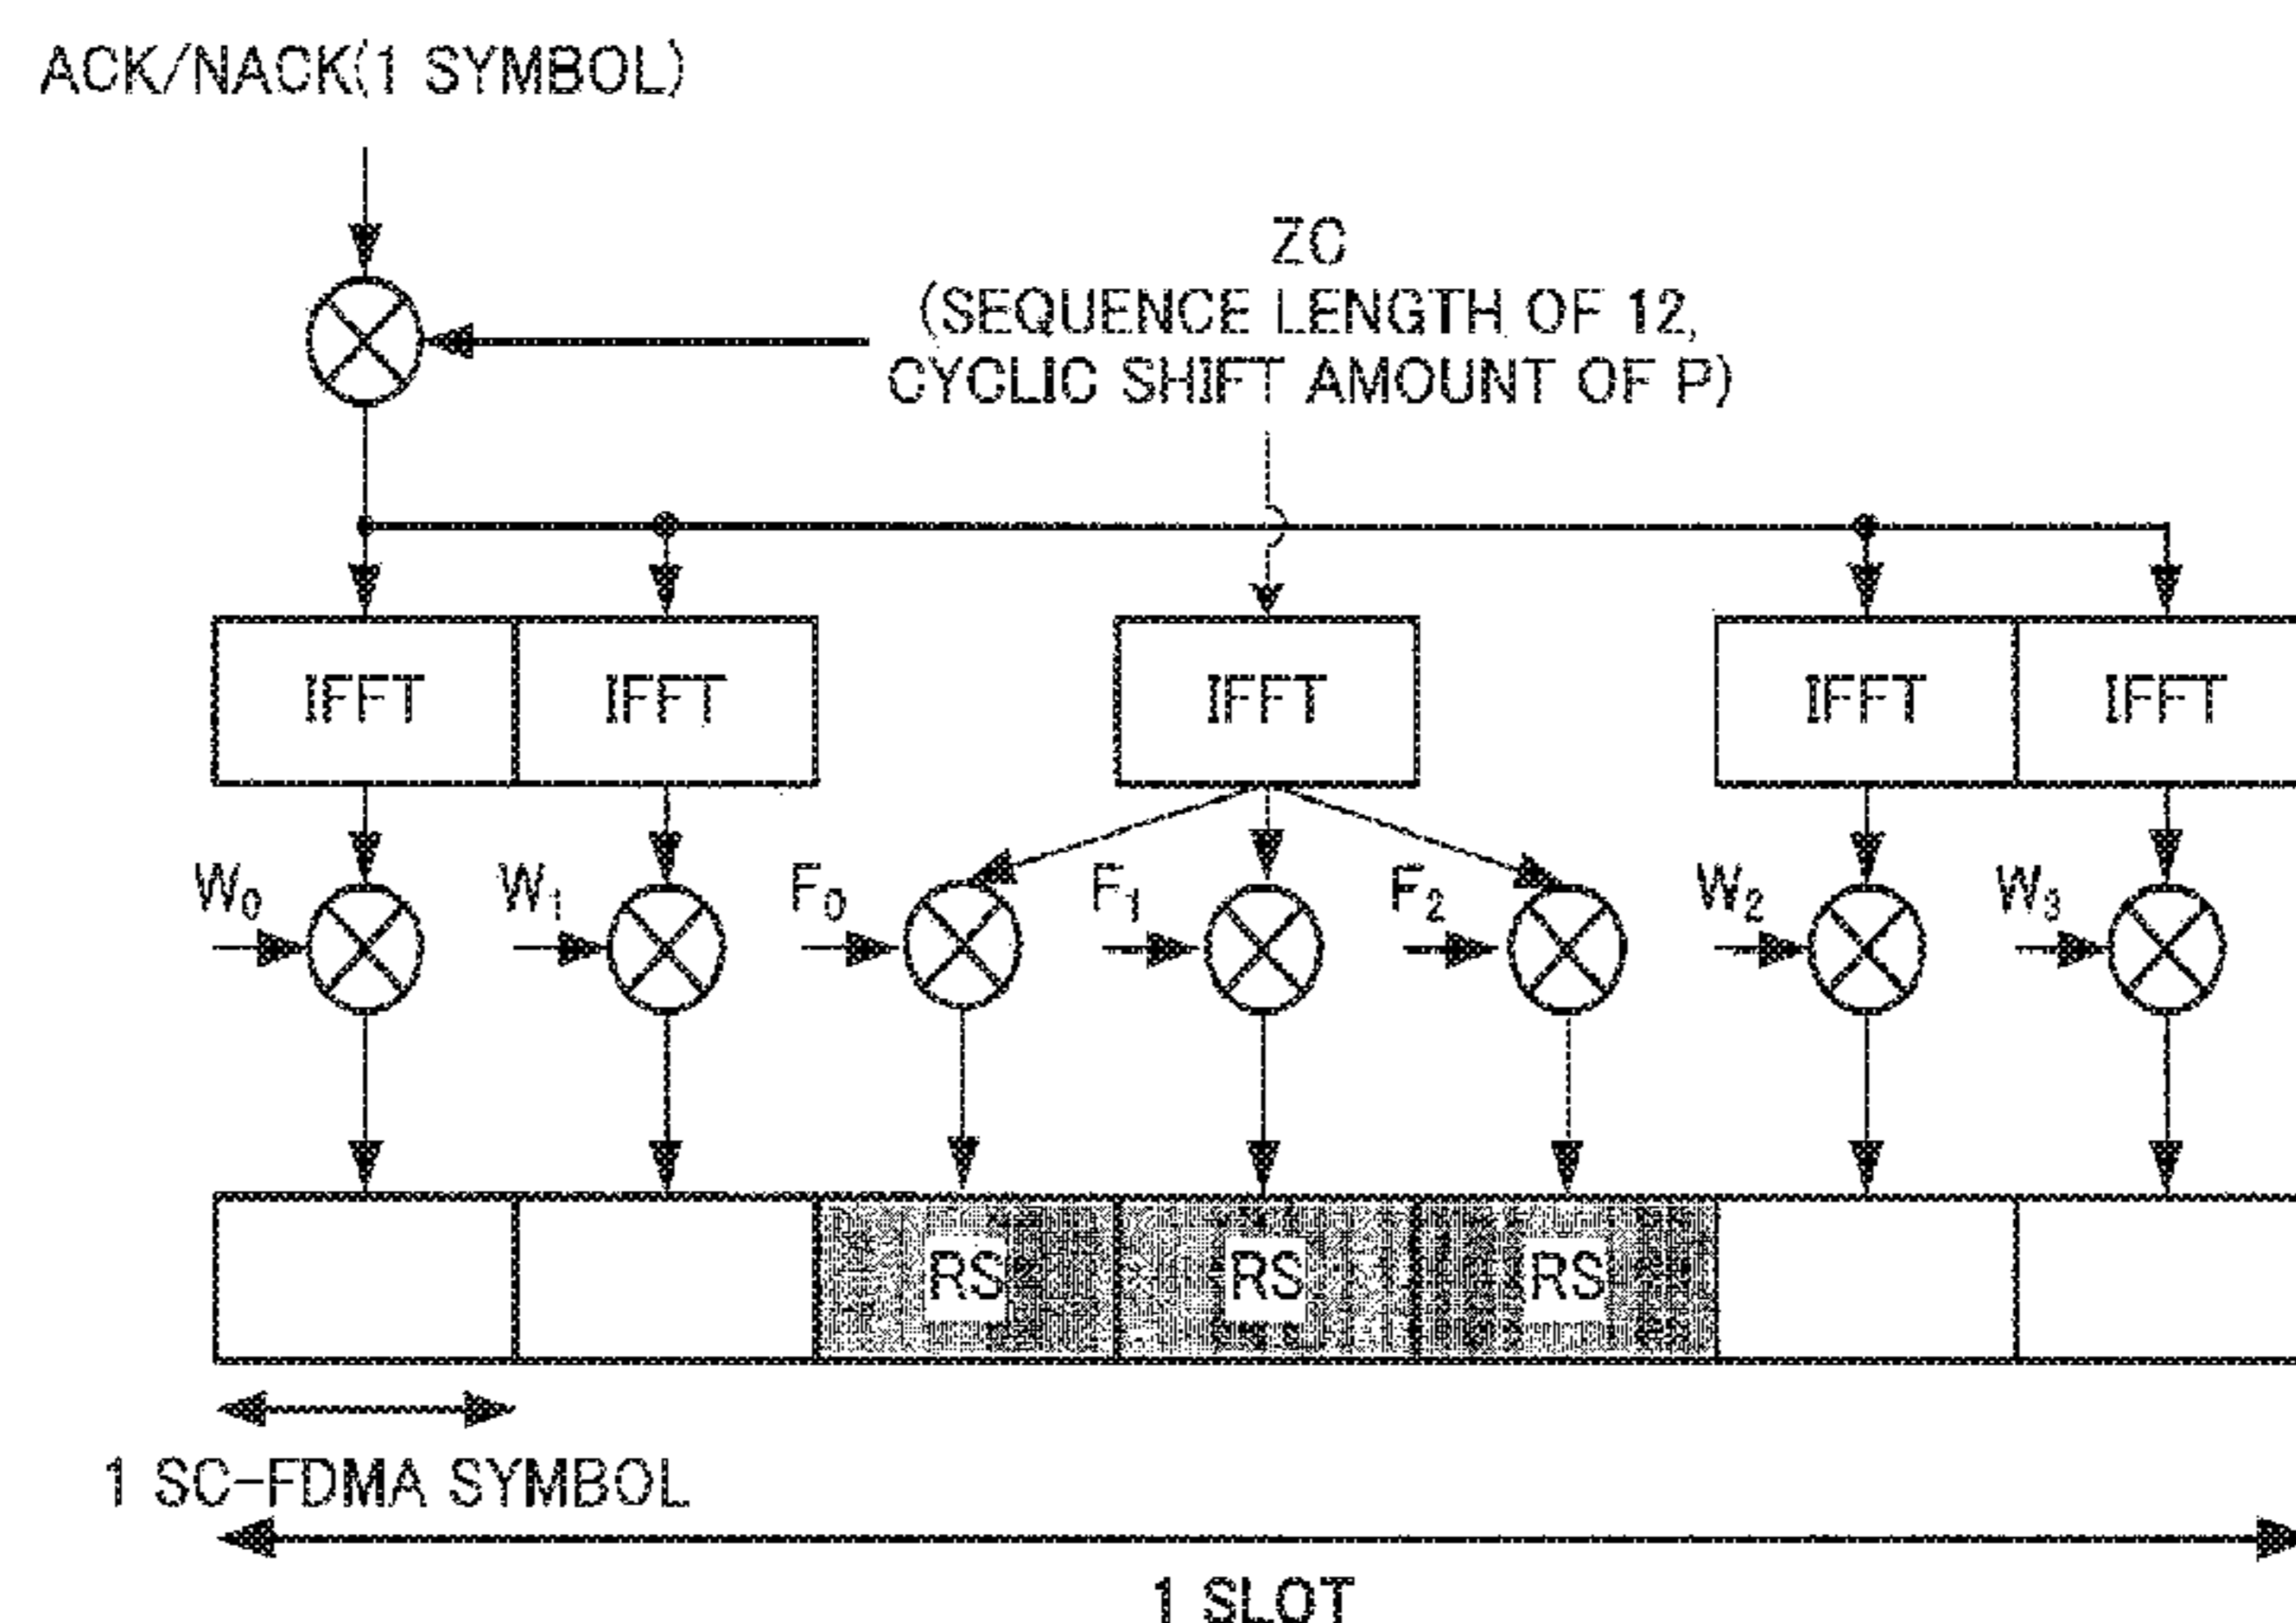 ACK/NACK(1 SYMBOL)
ZC
(SEQUENCE LENGTH OF 12,
CYCLIC SHIFT AMOUNT OF P)
IFFT IFFT IFFT IFFT IFFT
W0 W1 F0 F1 F2 W2 W3
RS RS RS
1 SC-FDMA SYMBOL
1 SLOT